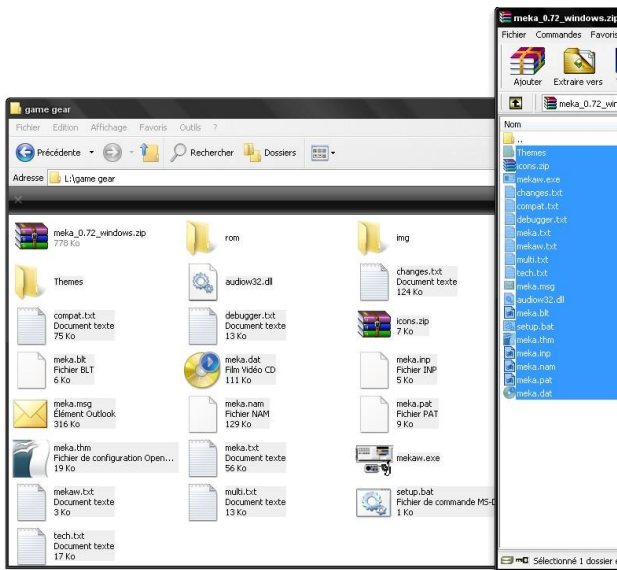 game gear
Fichier Edition Affichage Favoris Outils ?
Précédente Rechercher Dossiers
Adresse L:\game gear
meka_0.72_windows.zip
778 Ko
rom
img
Themes
audiow32.dll
changes.txt
Document texte
124 Ko
compat.txt
Document texte
75 Ko
debugger.txt
Document texte
13 Ko
icons.zip
7 Ko
meka.blt
Fichier BLT
6 Ko
meka.dat
Film Vidéo CD
111 Ko
meka.inp
Fichier INP
5 Ko
meka.msg
Élément Outlook
316 Ko
meka.nam
Fichier NAM
129 Ko
meka.pat
Fichier PAT
9 Ko
meka.thm
Fichier de configuration Open...
19 Ko
meka.txt
Document texte
56 Ko
mekaw.exe
mekaw.txt
Document texte
3 Ko
multi.txt
Document texte
13 Ko
setup.bat
Fichier de commande MS-D
1 Ko
tech.txt
Document texte
17 Ko
meka_0.72_windows.zip
Fichier Commandes Favoris
Ajouter Extraire vers
meka_0.72_win
Nom
..
Themes
icons.zip
mekaw.exe
changes.txt
compat.txt
debugger.txt
meka.txt
mekaw.txt
multi.txt
tech.txt
meka.msg
audiow32.dll
meka.blt
setup.bat
meka.thm
meka.inp
meka.nam
meka.pat
meka.dat
Sélectionné 1 dossier